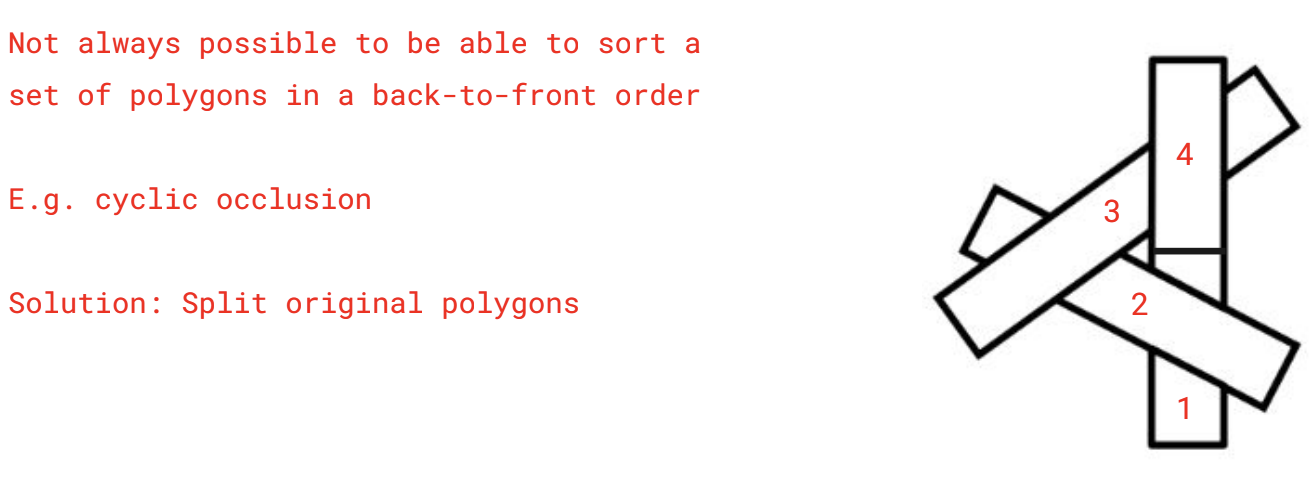 Not always possible to be able to sort a
set of polygons in a back-to-front order
E.g. cyclic occlusion
Solution: Split original polygons
4
3
2
1